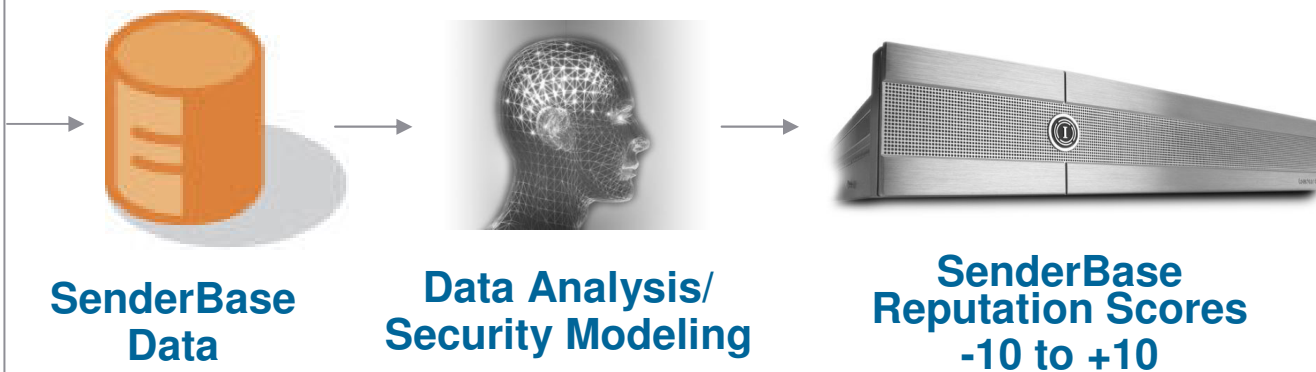 SenderBase
Data
Data Analysis/
Security Modeling
SenderBase
Reputation Scores
-10 to +10